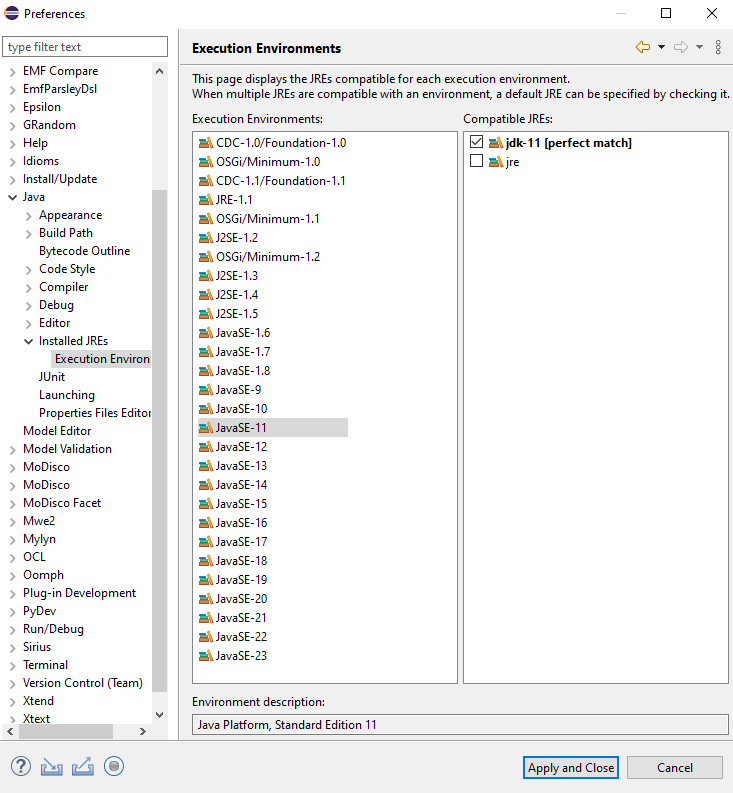 Preferences
type filter text
EMF Compare
EmfParsleyDsl
Epsilon
GRandom
Help
Idioms
Install/Update
Java
Appearance
Build Path
Bytecode Outline
Code Style
Compiler
Debug
Editor
Installed JREs
Execution Environ
JUnit
Launching
Properties Files Editor
Model Editor
Model Validation
MoDisco
MoDisco
MoDisco Facet
Mwe2
Mylyn
OCL
Oomph
Plug-in Development
PyDev
Run/Debug
Sirius
Terminal
Version Control (Team)
Xtend
Xtext
Execution Environments
This page displays the JREs compatible for each execution environment.
When multiple JREs are compatible with an environment, a default JRE can be specified by checking it.
Execution Environments:
CDC-1.0/Foundation-1.0
OSGi/Minimum-1.0
CDC-1.1/Foundation-1.1
JRE-1.1
OSGi/Minimum-1.1
J2SE-1.2
OSGi/Minimum-1.2
J2SE-1.3
J2SE-1.4
J2SE-1.5
JavaSE-1.6
JavaSE-1.7
JavaSE-1.8
JavaSE-9
JavaSE-10
JavaSE-11
JavaSE-12
JavaSE-13
JavaSE-14
JavaSE-15
JavaSE-16
JavaSE-17
JavaSE-18
JavaSE-19
JavaSE-20
JavaSE-21
JavaSE-22
JavaSE-23
Compatible JREs:
jdk-11 [perfect match]
jre
Environment description:
Java Platform, Standard Edition 11
?
Apply and Close
Cancel